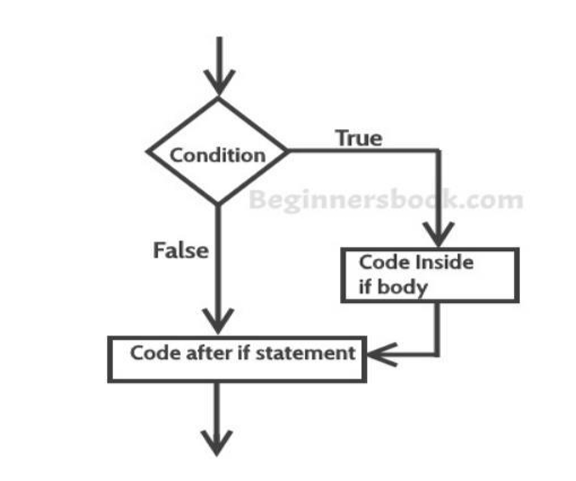 True
Condition
Beginnersbook.com
False
Code Inside
if body
Code after if statement